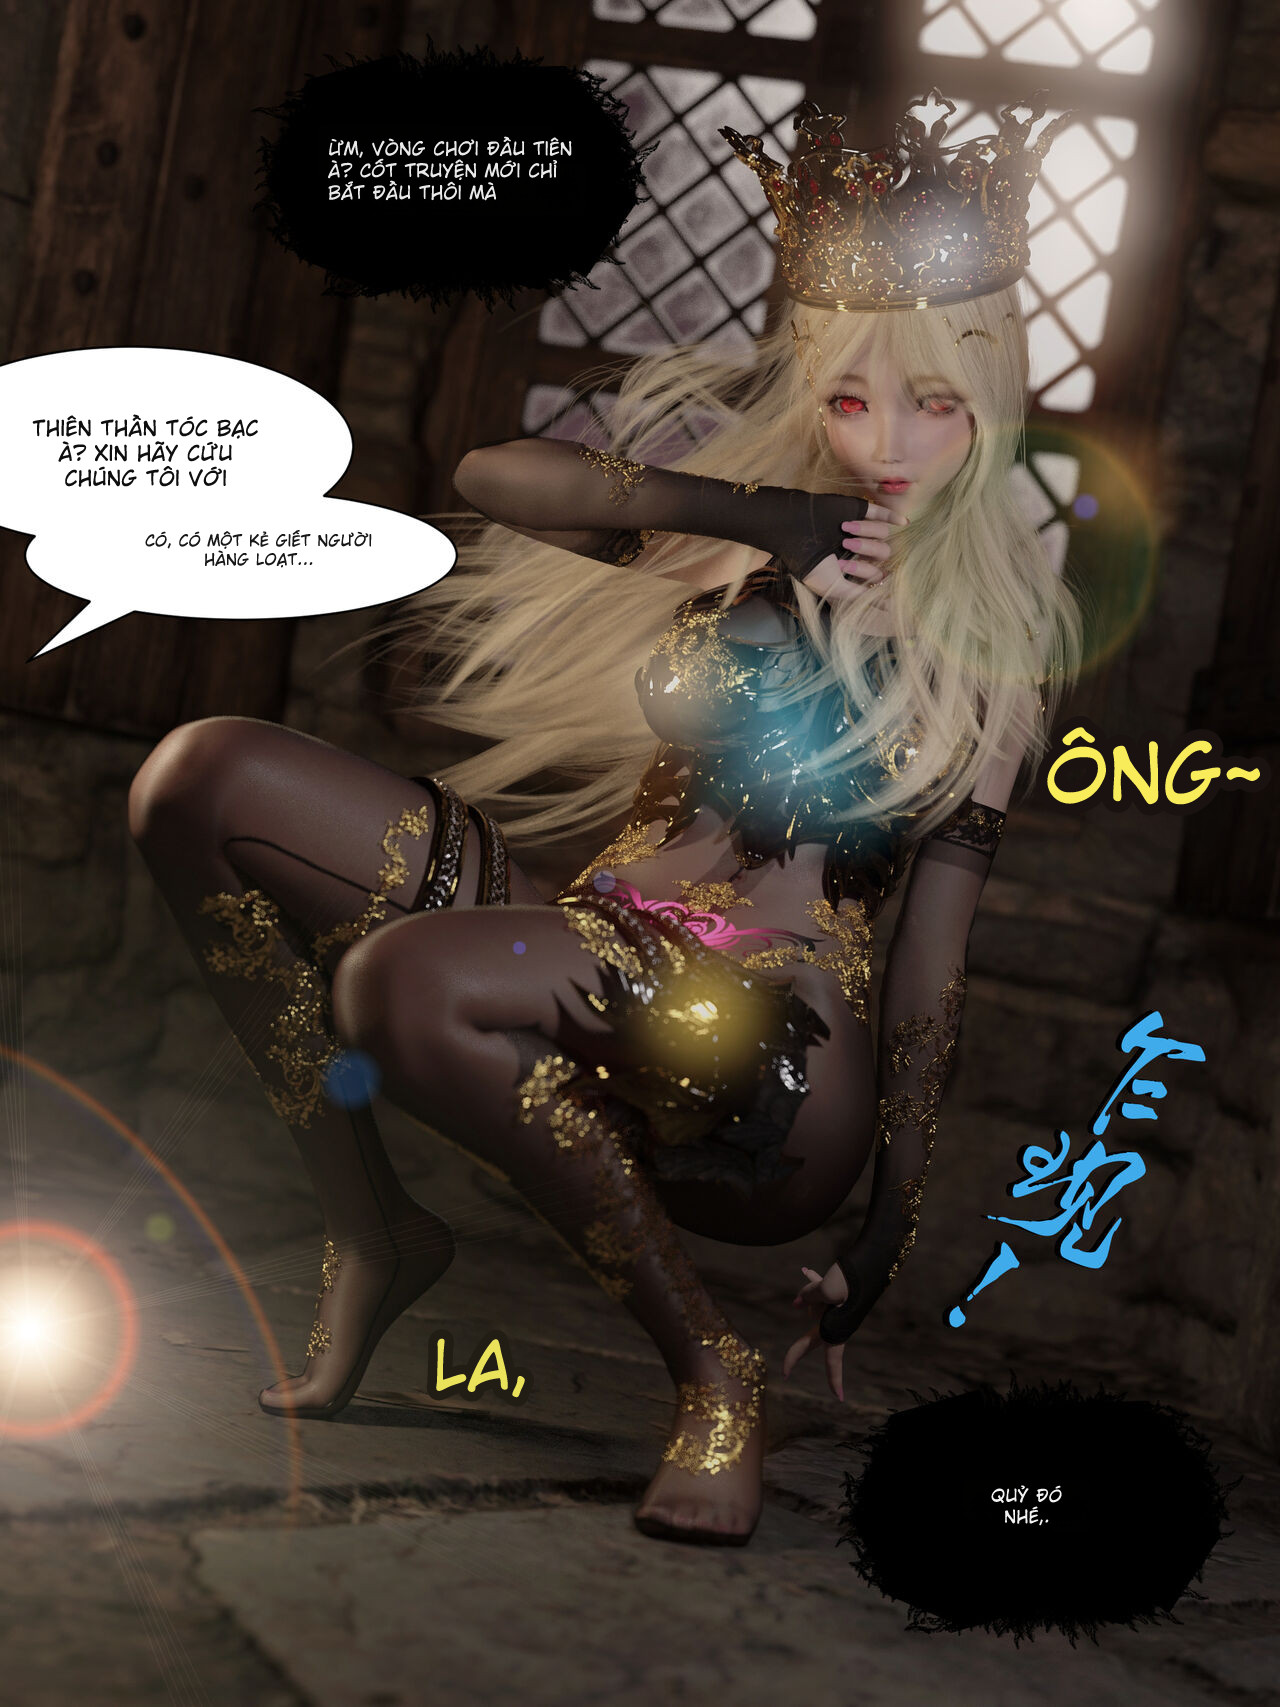 ỪM, VÒNG CHƠI ĐẦU TIÊN
À? CỐT TRUYỆN MỚI CHỈ
BẮT ĐẦU THÔI MÀ
THIÊN THẦN TÓC BẠC
À? XIN HÃY CỨU
CHÚNG TÔI VỚI
CÓ, CÓ MỘT KẺ GIẾT NGƯỜI
HÀNG LOẠT...
ÔNG~
LA,
QUỶ ĐÓ
NHÉ,.